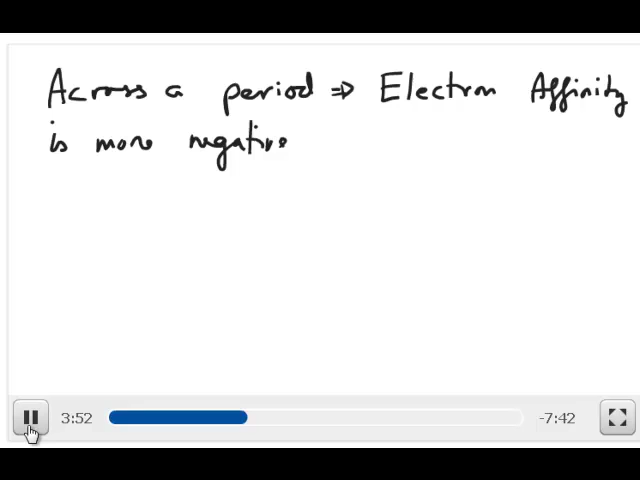 Across a period ⇒ Electron Affinity
is more negative
3:52
-7:42